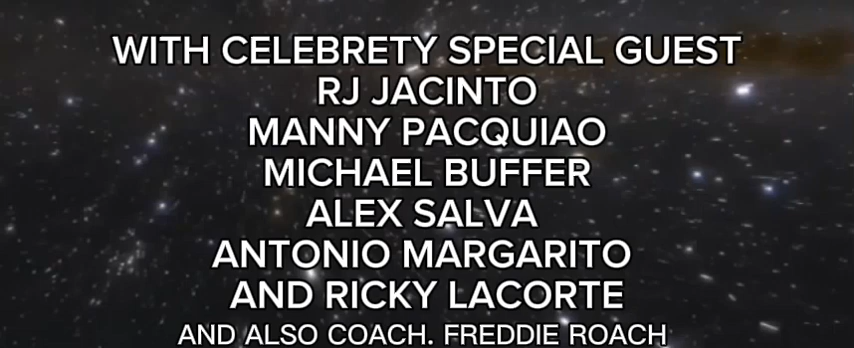 WITH CELEBRETY SPECIAL GUEST
RJ JACINTO
MANNY PACQUIAO
MICHAEL BUFFER
ALEX SALVA
ANTONIO MARGARITO
AND RICKY LACORTE
AND ALSO COACH. FREDDIE ROACH